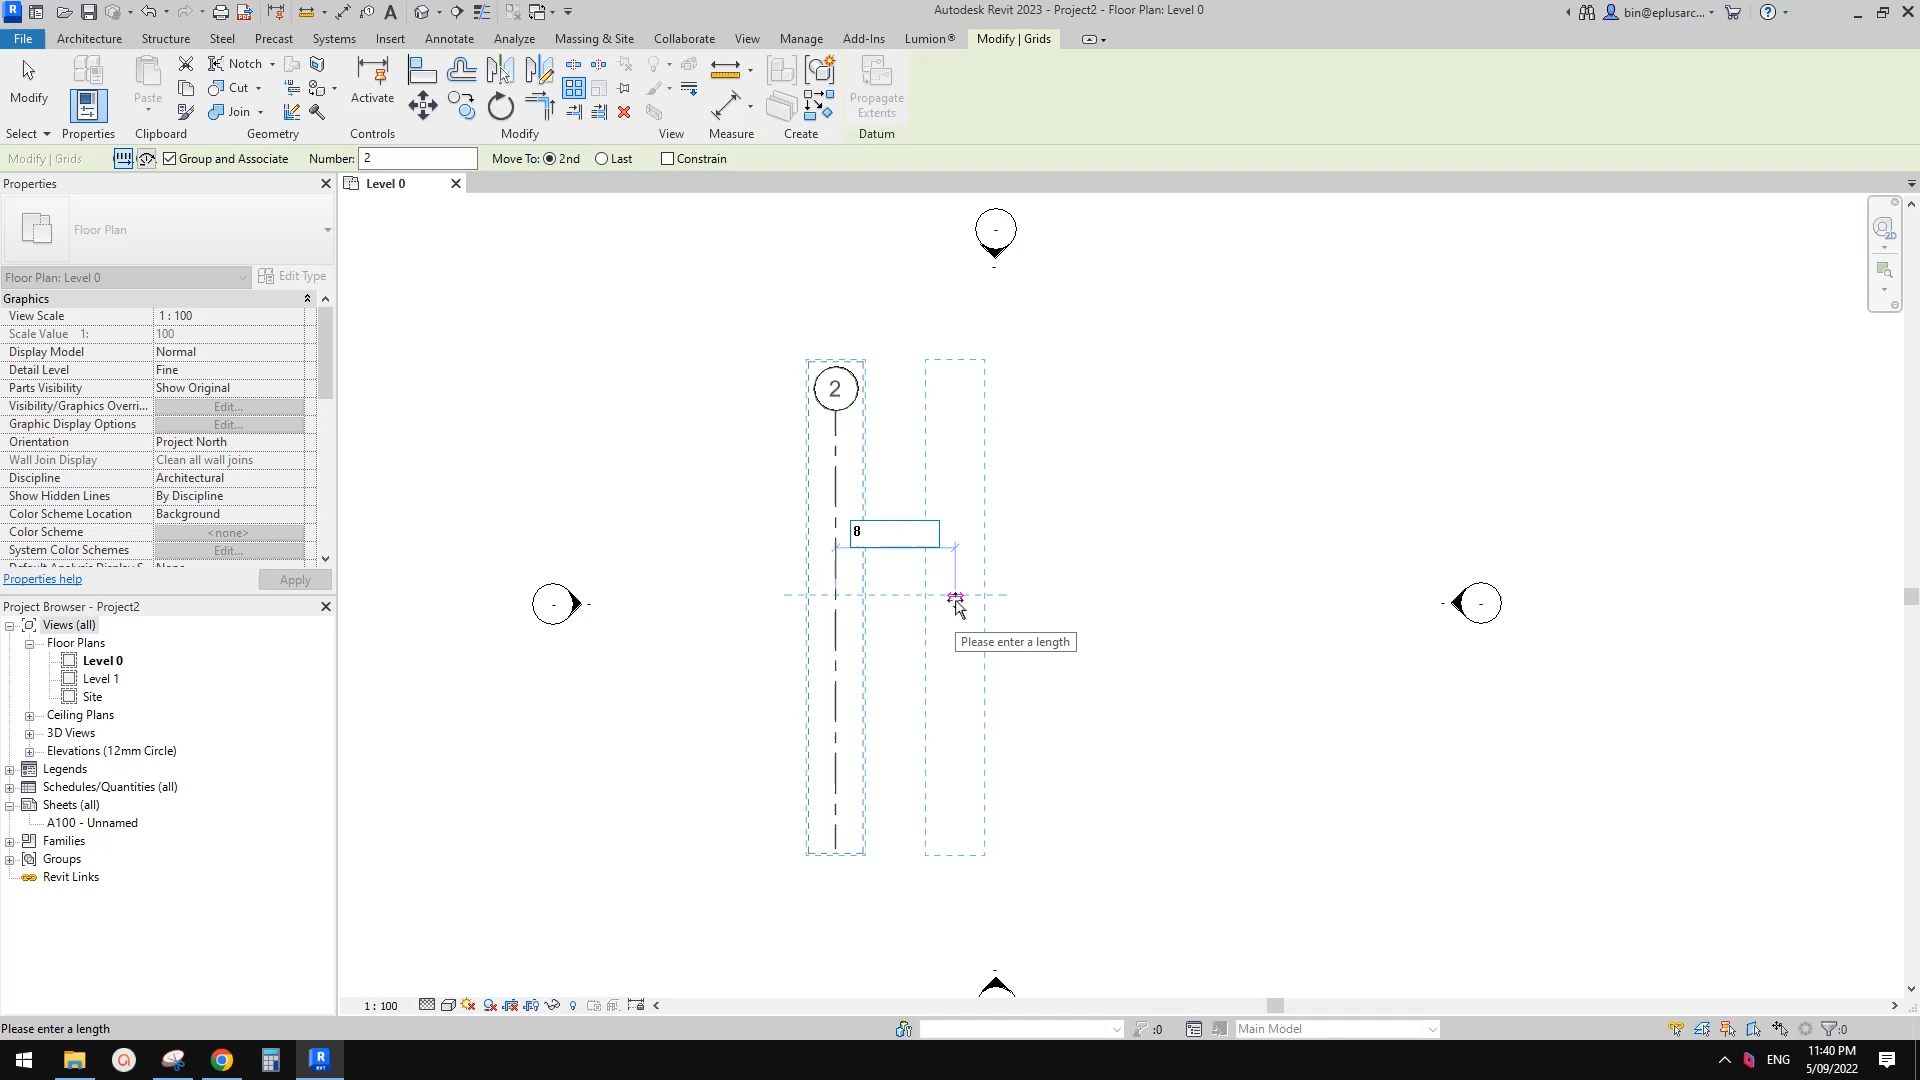 Autodesk Revit 2023 - Project2 - Floor Plan: Level 0
bin@eplusarc...
File Architecture Structure Steel Precast Systems Insert Annotate Analyze Massing & Site Collaborate View Manage Add-Ins Lumion® Modify | Grids
Modify
Paste
Notch
Cut
Join
Activate
Propagate
Extents
Select Properties Clipboard Geometry Controls Modify View Measure Create Datum
Modify | Grids Group and Associate Number: 2 Move To: 2nd Last Constrain
Properties
Level 0
Floor Plan
Floor Plan: Level 0 Edit Type
Graphics
View Scale 1 : 100
Scale Value 1: 100
Display Model Normal
Detail Level Fine
Parts Visibility Show Original
Visibility/Graphics Overri... Edit...
Graphic Display Options Edit...
Orientation Project North
Wall Join Display Clean all wall joins
Discipline Architectural
Show Hidden Lines By Discipline
Color Scheme Location Background
Color Scheme <none>
System Color Schemes Edit...
Properties help Apply
Project Browser - Project2
Views (all)
Floor Plans
Level 0
Level 1
Site
Ceiling Plans
3D Views
Elevations (12mm Circle)
Legends
Schedules/Quantities (all)
Sheets (all)
A100 - Unnamed
Families
Groups
Revit Links
2
8
Please enter a length
2D
1 : 100
Please enter a length
:0
Main Model
:0
ENG
11:40 PM
5/09/2022